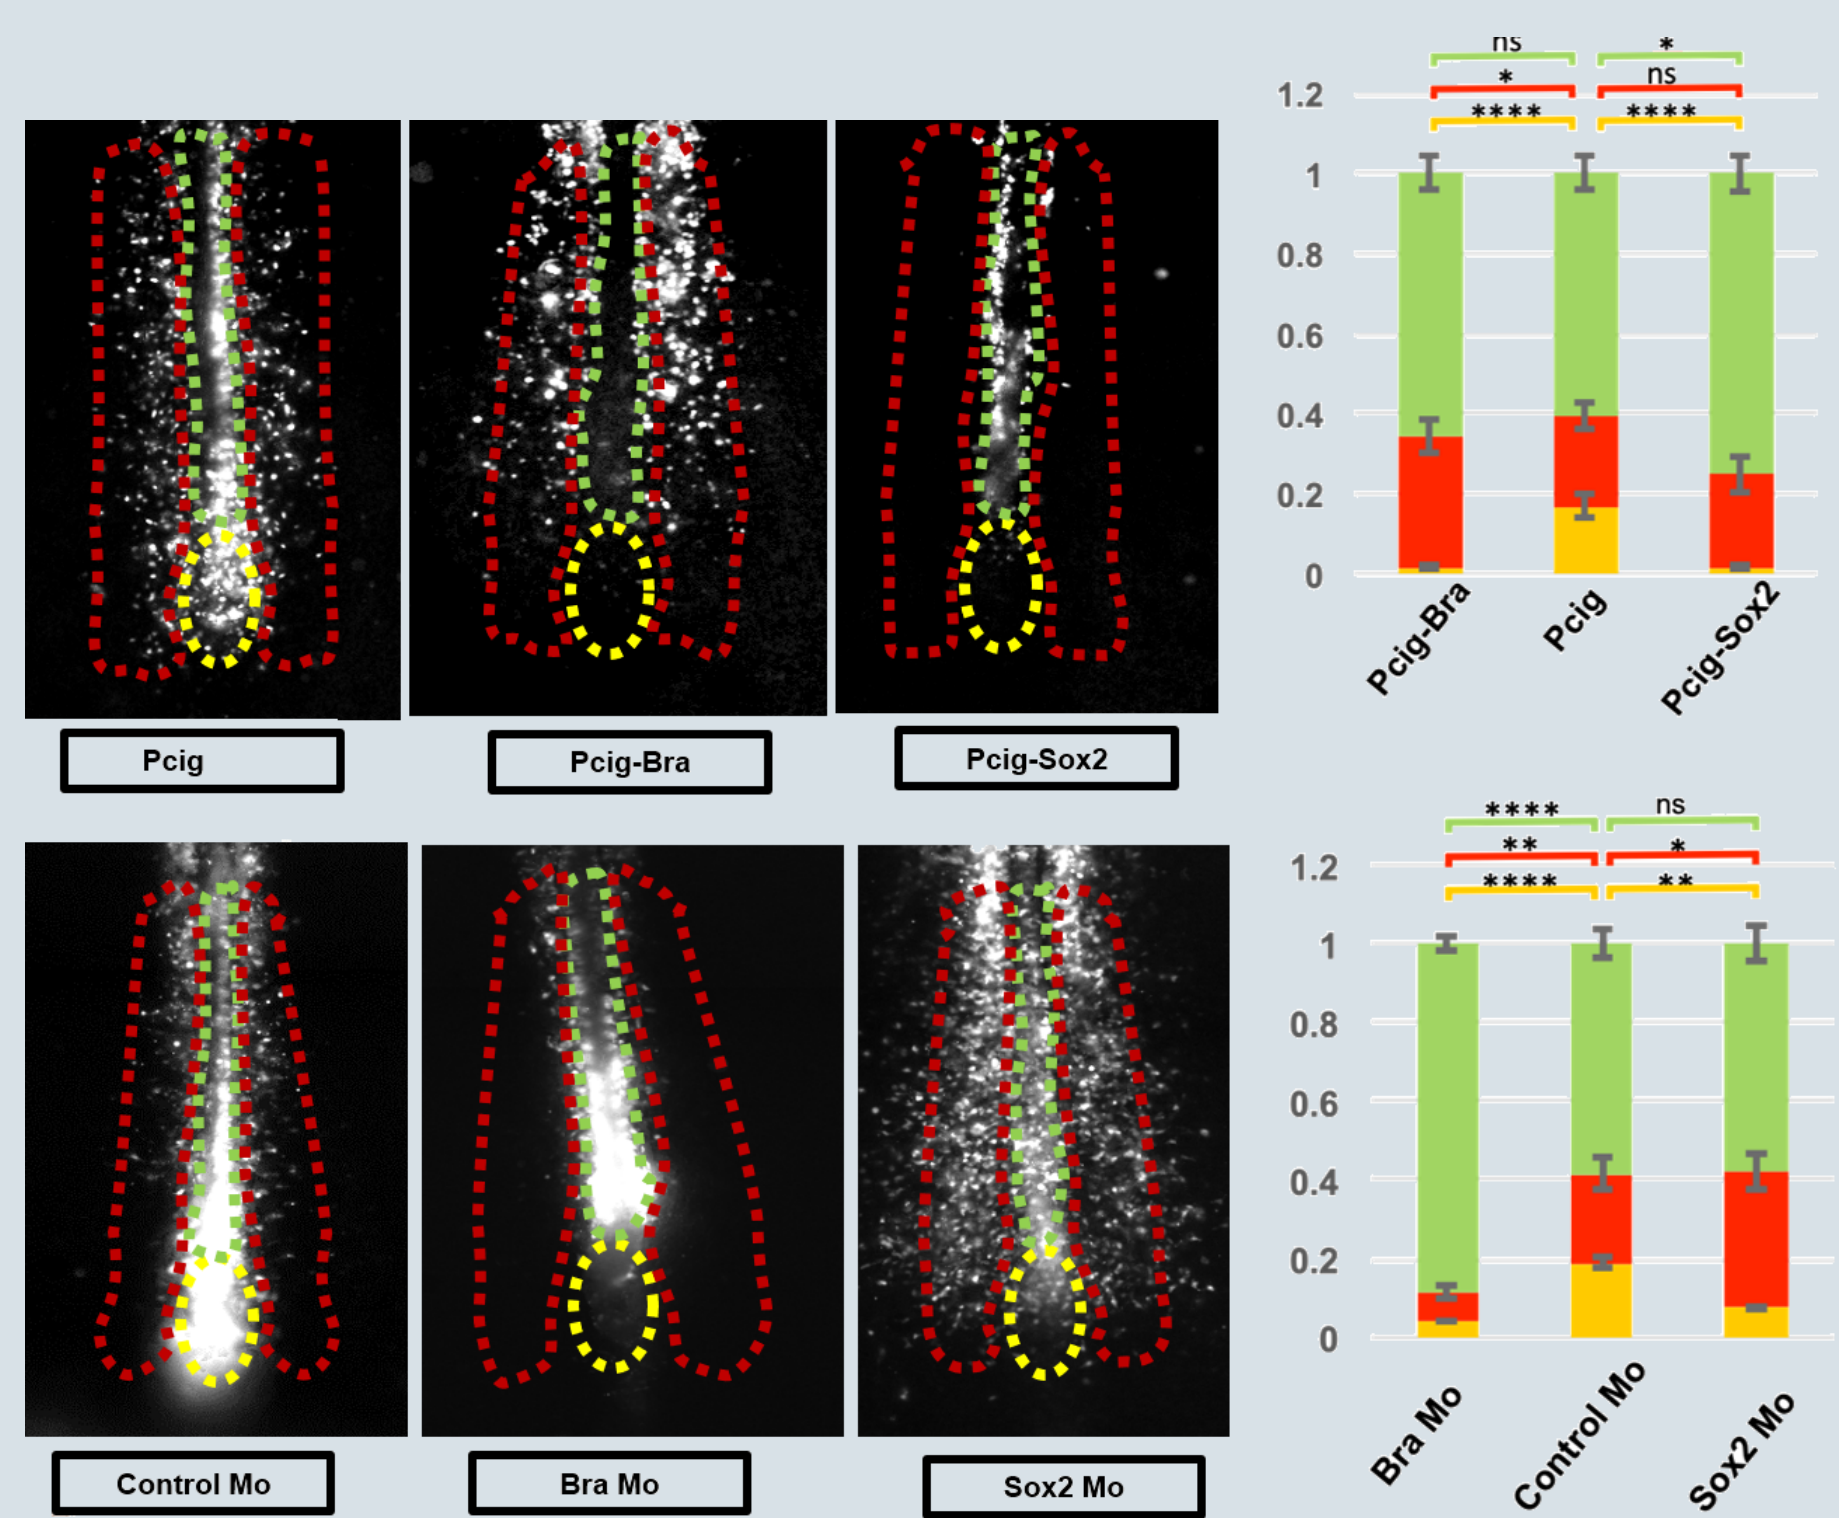 ns *
* ns
**** ****
1.2
1
0.8
0.6
0.4
0.2
0
Pcig-Bra
Pcig
Pcig-Sox2
Pcig
Pcig-Bra
Pcig-Sox2
**** ns
** *
**** **
1.2
1
0.8
0.6
0.4
0.2
0
Bra Mo
Control Mo
Sox2 Mo
Control Mo
Bra Mo
Sox2 Mo